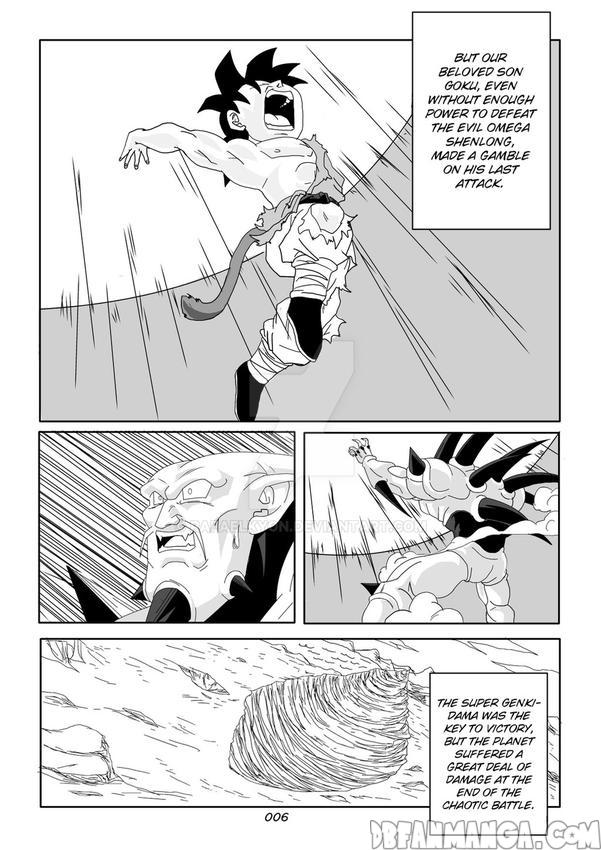 BUT OUR
BELOVED SON
GOKU, EVEN
WITHOUT ENOUGH
POWER TO DEFEAT
THE EVIL OMEGA
SHENLONG,
MADE A GAMBLE
ON HIS LAST
ATTACK.
THE SUPER GENKI-
DAMA WAS THE
KEY TO VICTORY,
BUT THE PLANET
SUFFERED A
GREAT DEAL OF
DAMAGE AT THE
END OF THE
CHAOTIC BATTLE.
006
DBFANMANGA.COM